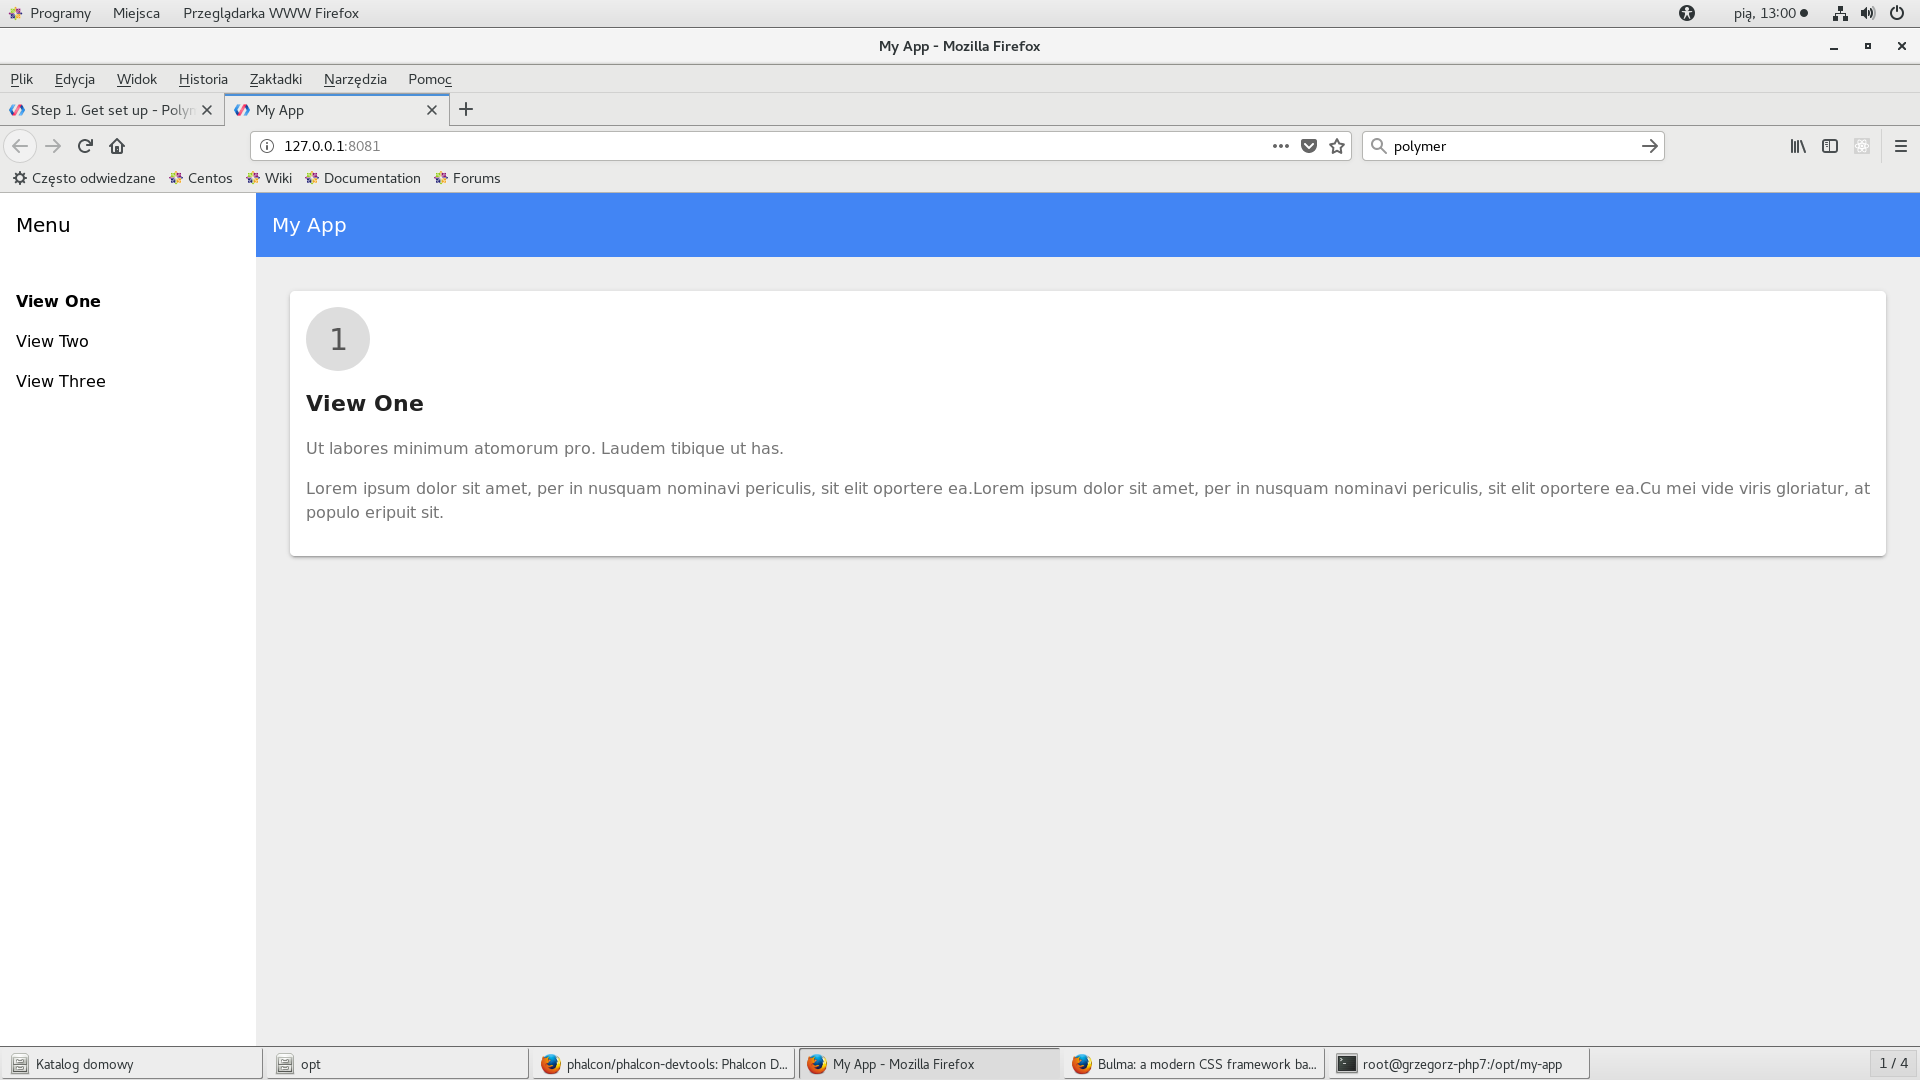 Programy Miejsca Przeglądarka WWW Firefox pią, 13:00
My App - Mozilla Firefox
Plik Edycja Widok Historia Zakładki Narzędzia Pomoc
Step 1. Get set up - Polym My App
127.0.0.1:8081 polymer
Często odwiedzane Centos Wiki Documentation Forums
Menu
My App
View One
View Two
View Three
1
View One
Ut labores minimum atomorum pro. Laudem tibique ut has.
Lorem ipsum dolor sit amet, per in nusquam nominavi periculis, sit elit oportere ea.Lorem ipsum dolor sit amet, per in nusquam nominavi periculis, sit elit oportere ea.Cu mei vide viris gloriatur, at
populo eripuit sit.
Katalog domowy opt phalcon/phalcon-devtools: Phalcon D... My App - Mozilla Firefox Bulma: a modern CSS framework ba... root@grzegorz-php7:/opt/my-app 1 / 4